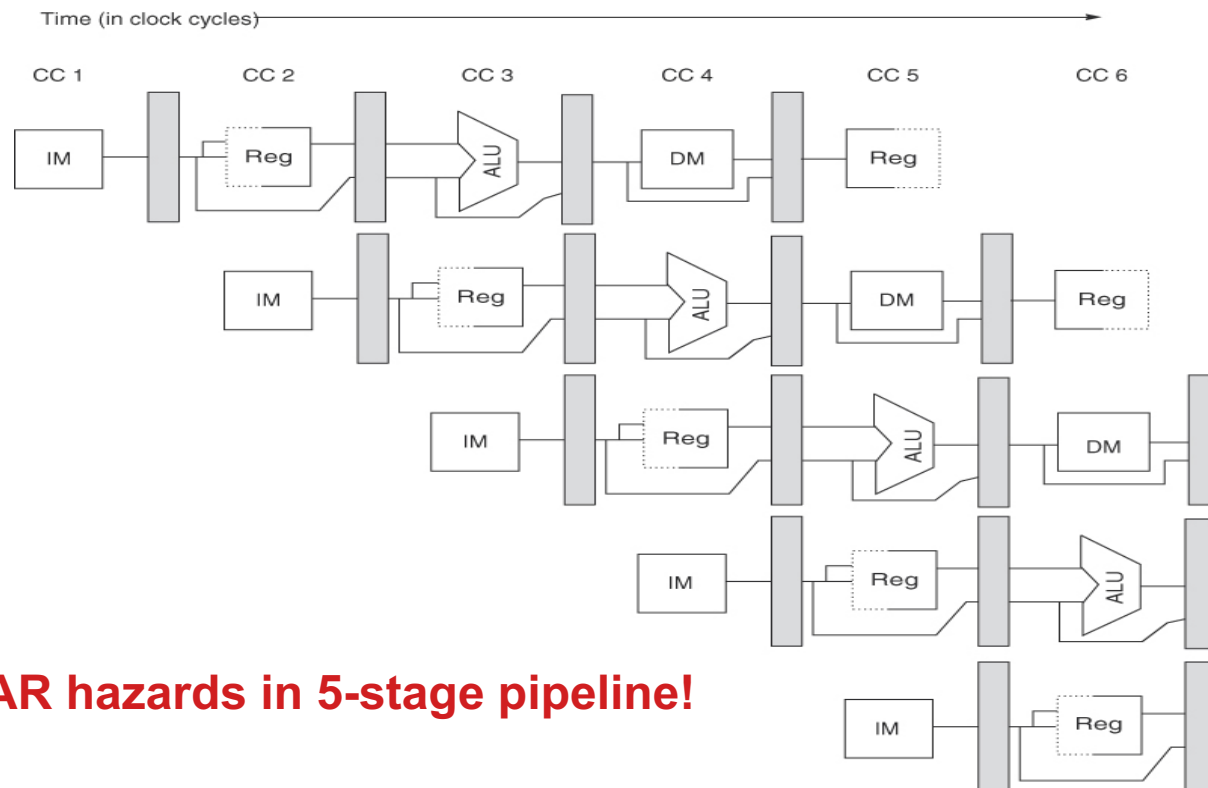 Time (in clock cycles)
CC 1 CC 2 CC 3 CC 4 CC 5 CC 6
IM Reg ALU DM Reg
IM Reg ALU DM Reg
IM Reg ALU DM
IM Reg ALU
AR hazards in 5-stage pipeline!
IM Reg